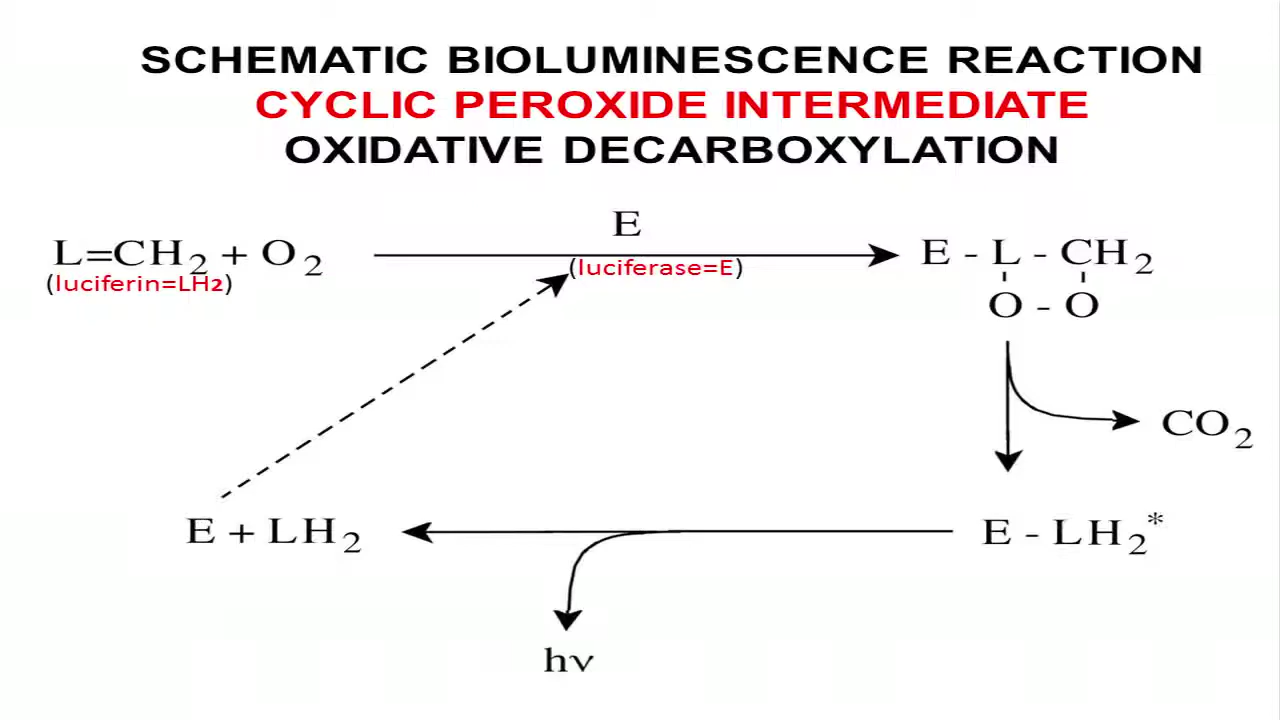 SCHEMATIC BIOLUMINESCENCE REACTION
CYCLIC PEROXIDE INTERMEDIATE
OXIDATIVE DECARBOXYLATION
E
L=CH₂ + O₂
E - L - CH₂
(luciferin=LH2)
(luciferase=E)
O - O
CO₂
E + LH₂
E - LH₂*
hν